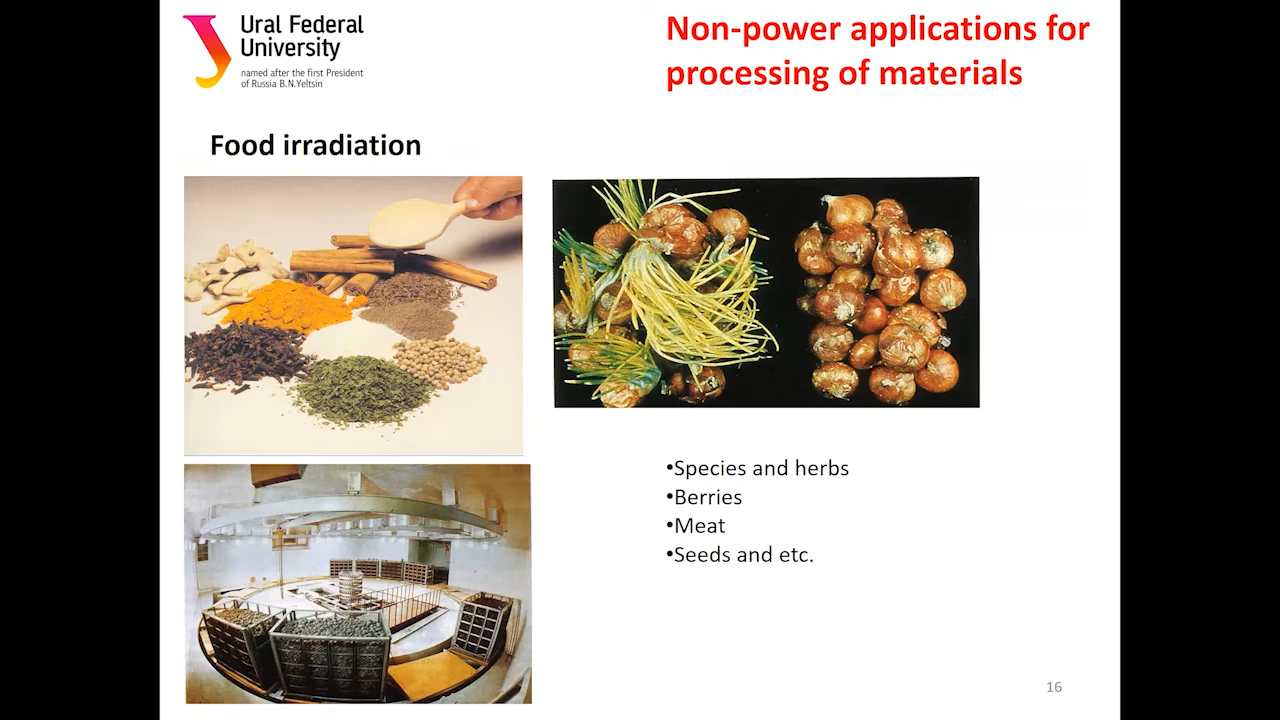 Ural Federal
University
named after the first President
of Russia B.N.Yeltsin
Non-power applications for
processing of materials
Food irradiation
•Species and herbs
•Berries
•Meat
•Seeds and etc.
16